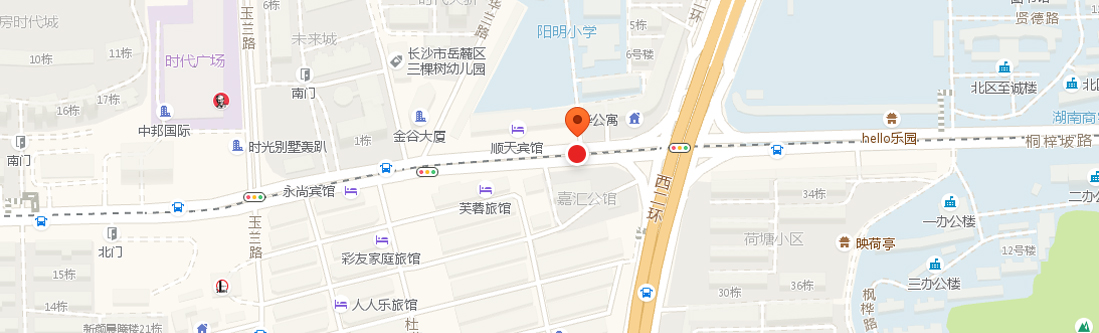 房时代城
10栋
11栋
16栋
17栋
6栋
玉兰路
未来城
时代广场
中邦国际
南门
南门
1栋
时光别墅轰趴
长沙市岳麓区
三棵树幼儿园
金谷大厦
阳明小学
6号楼
公寓
顺天宾馆
二环
贤德路
北区至诚楼
北区
湖南商
hello乐园
桐梓坡路
永尚宾馆
芙蓉旅馆
嘉汇公馆
西二环
玉兰路
北门
15栋
14栋
21栋
彩友家庭旅馆
人人乐旅馆
34栋
荷塘小区
30栋
36栋
一办公楼
二办公
映荷亭
12号楼
三办公楼
枫桦路